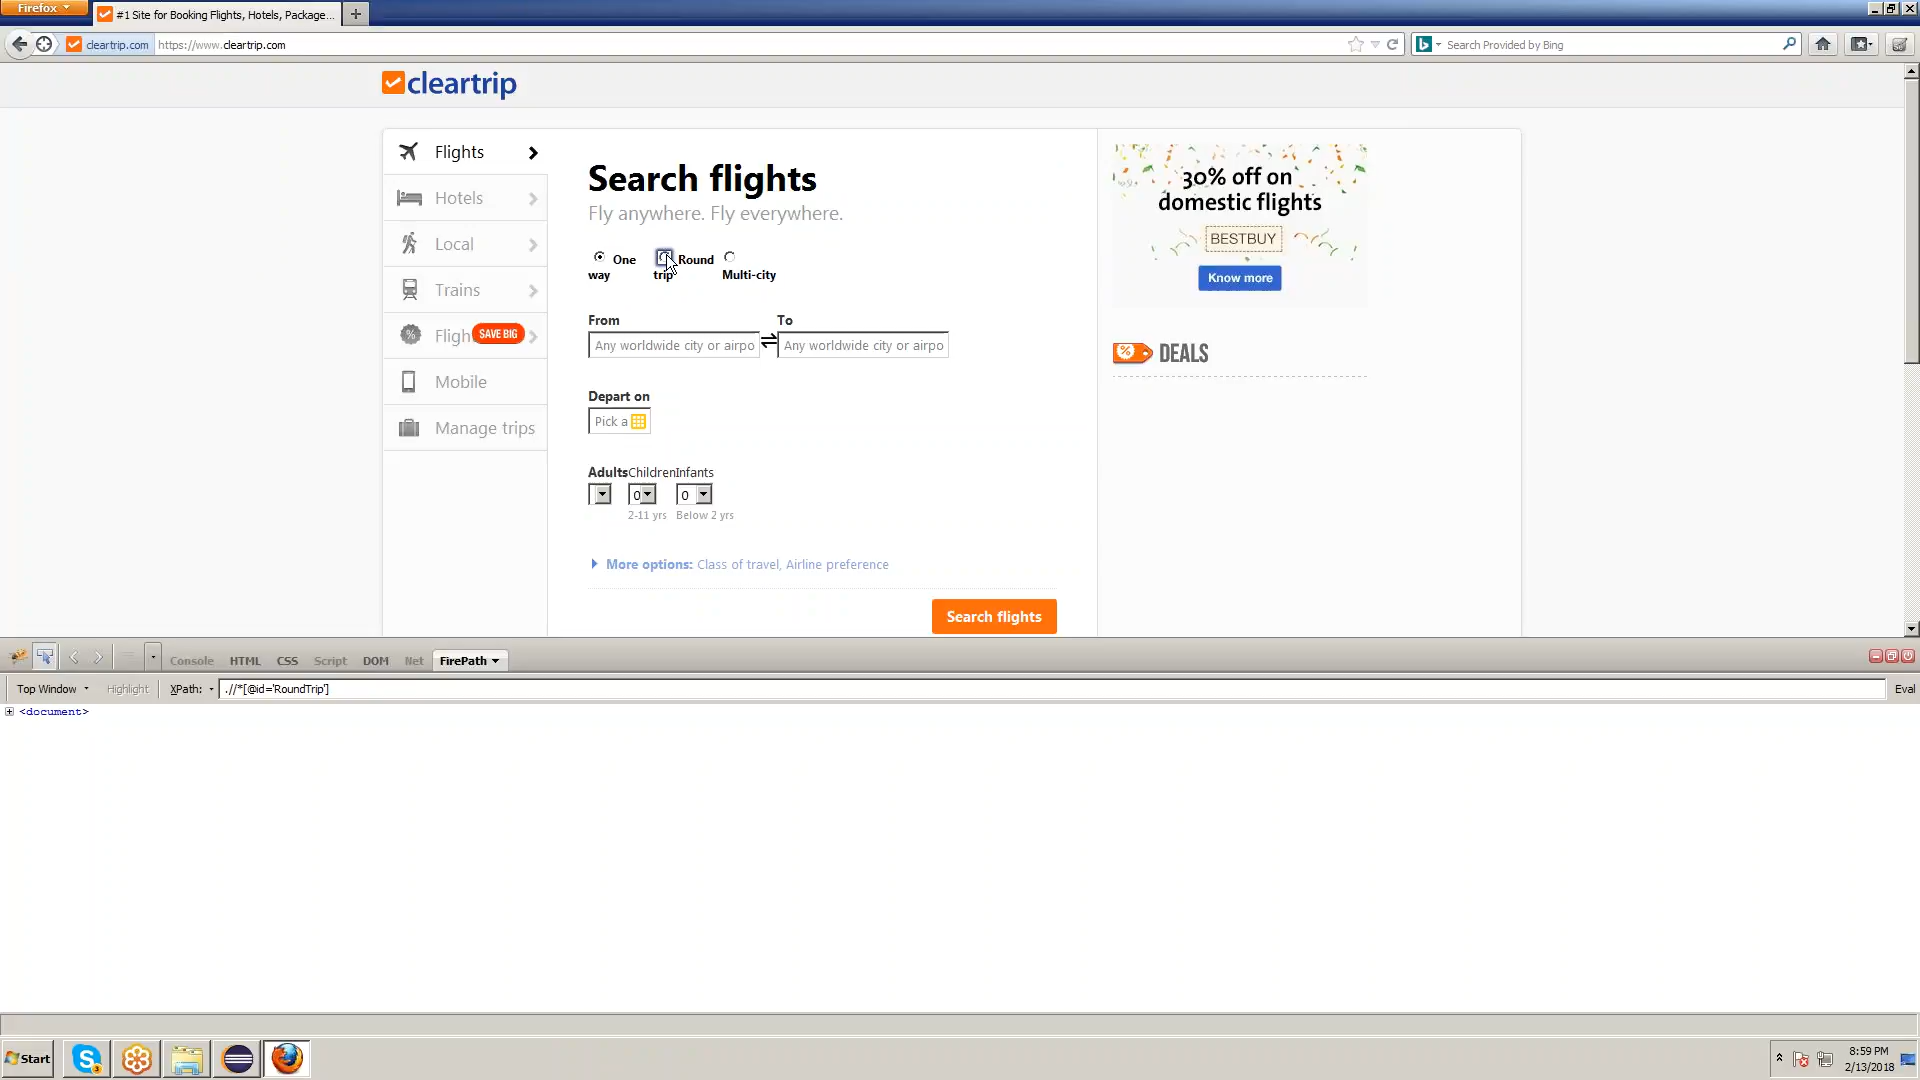 Firefox
#1 Site for Booking Flights, Hotels, Package...
cleartrip.com https://www.cleartrip.com
Search Provided by Bing
cleartrip
Flights
Hotels
Local
Trains
Fligh SAVE BIG
Mobile
Manage trips
Search flights
Fly anywhere. Fly everywhere.
One way
Round trip
Multi-city
From To
Any worldwide city or airpo Any worldwide city or airpo
Depart on
Pick a
Adults Children Infants
0 0
2-11 yrs Below 2 yrs
More options: Class of travel, Airline preference
Search flights
30% off on
domestic flights
BESTBUY
Know more
% DEALS
Console HTML CSS Script DOM Net FirePath
Top Window Highlight XPath: .//*[@id='RoundTrip'] Eval
<document>
Start
8:59 PM
2/13/2018